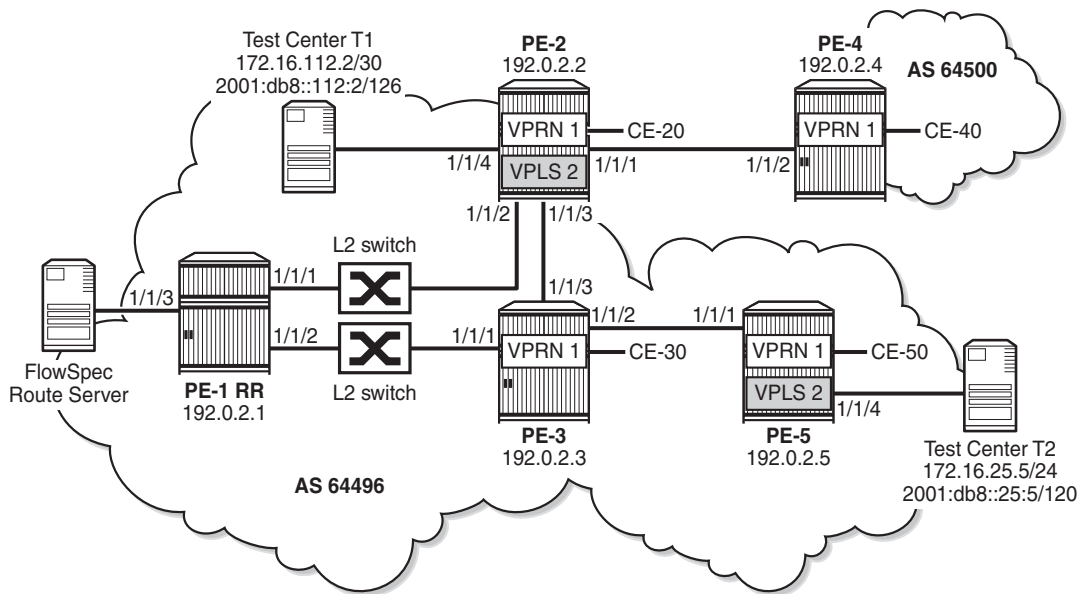 Test Center T1
172.16.112.2/30
2001:db8::112:2/126
PE-2
192.0.2.2
VPRN 1
VPLS 2
CE-20
1/1/4
1/1/1
1/1/2
1/1/3
PE-4
192.0.2.4
AS 64500
VPRN 1
CE-40
1/1/2
L2 switch
1/1/1
1/1/3
FlowSpec
Route Server
1/1/2
PE-1 RR
192.0.2.1
L2 switch
1/1/3
1/1/1
1/1/2
VPRN 1
CE-30
PE-3
192.0.2.3
1/1/1
VPRN 1
VPLS 2
CE-50
1/1/4
PE-5
192.0.2.5
Test Center T2
172.16.25.5/24
2001:db8::25:5/120
AS 64496